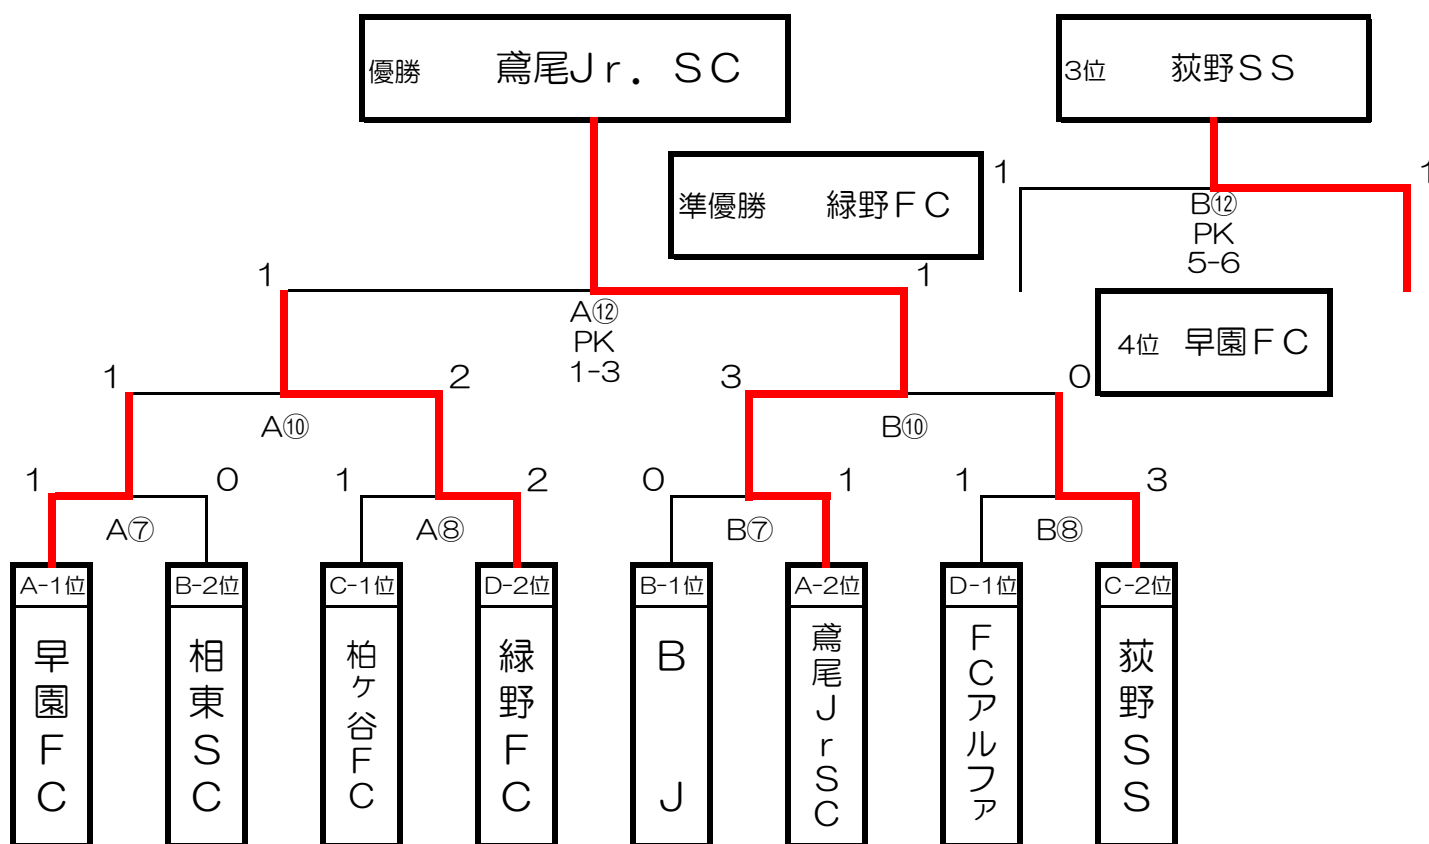 優勝 鳶尾Jr．ＳＣ
3位 荻野ＳＳ
準優勝 緑野ＦＣ
1 1
B⑫
PK
5-6
1 1
A⑫
PK
1-3
4位 早園ＦＣ
1 2 3 0
A⑩ B⑩
1 0 1 2 0 1 1 3
A⑦ A⑧ B⑦ B⑧
A-1位 B-2位 C-1位 D-2位 B-1位 A-2位 D-1位 C-2位
早園ＦＣ
相東ＳＣ
柏ヶ谷ＦＣ
緑野ＦＣ
Ｂ Ｊ
鳶尾ＪｒＳＣ
ＦＣアルファ
荻野ＳＳ